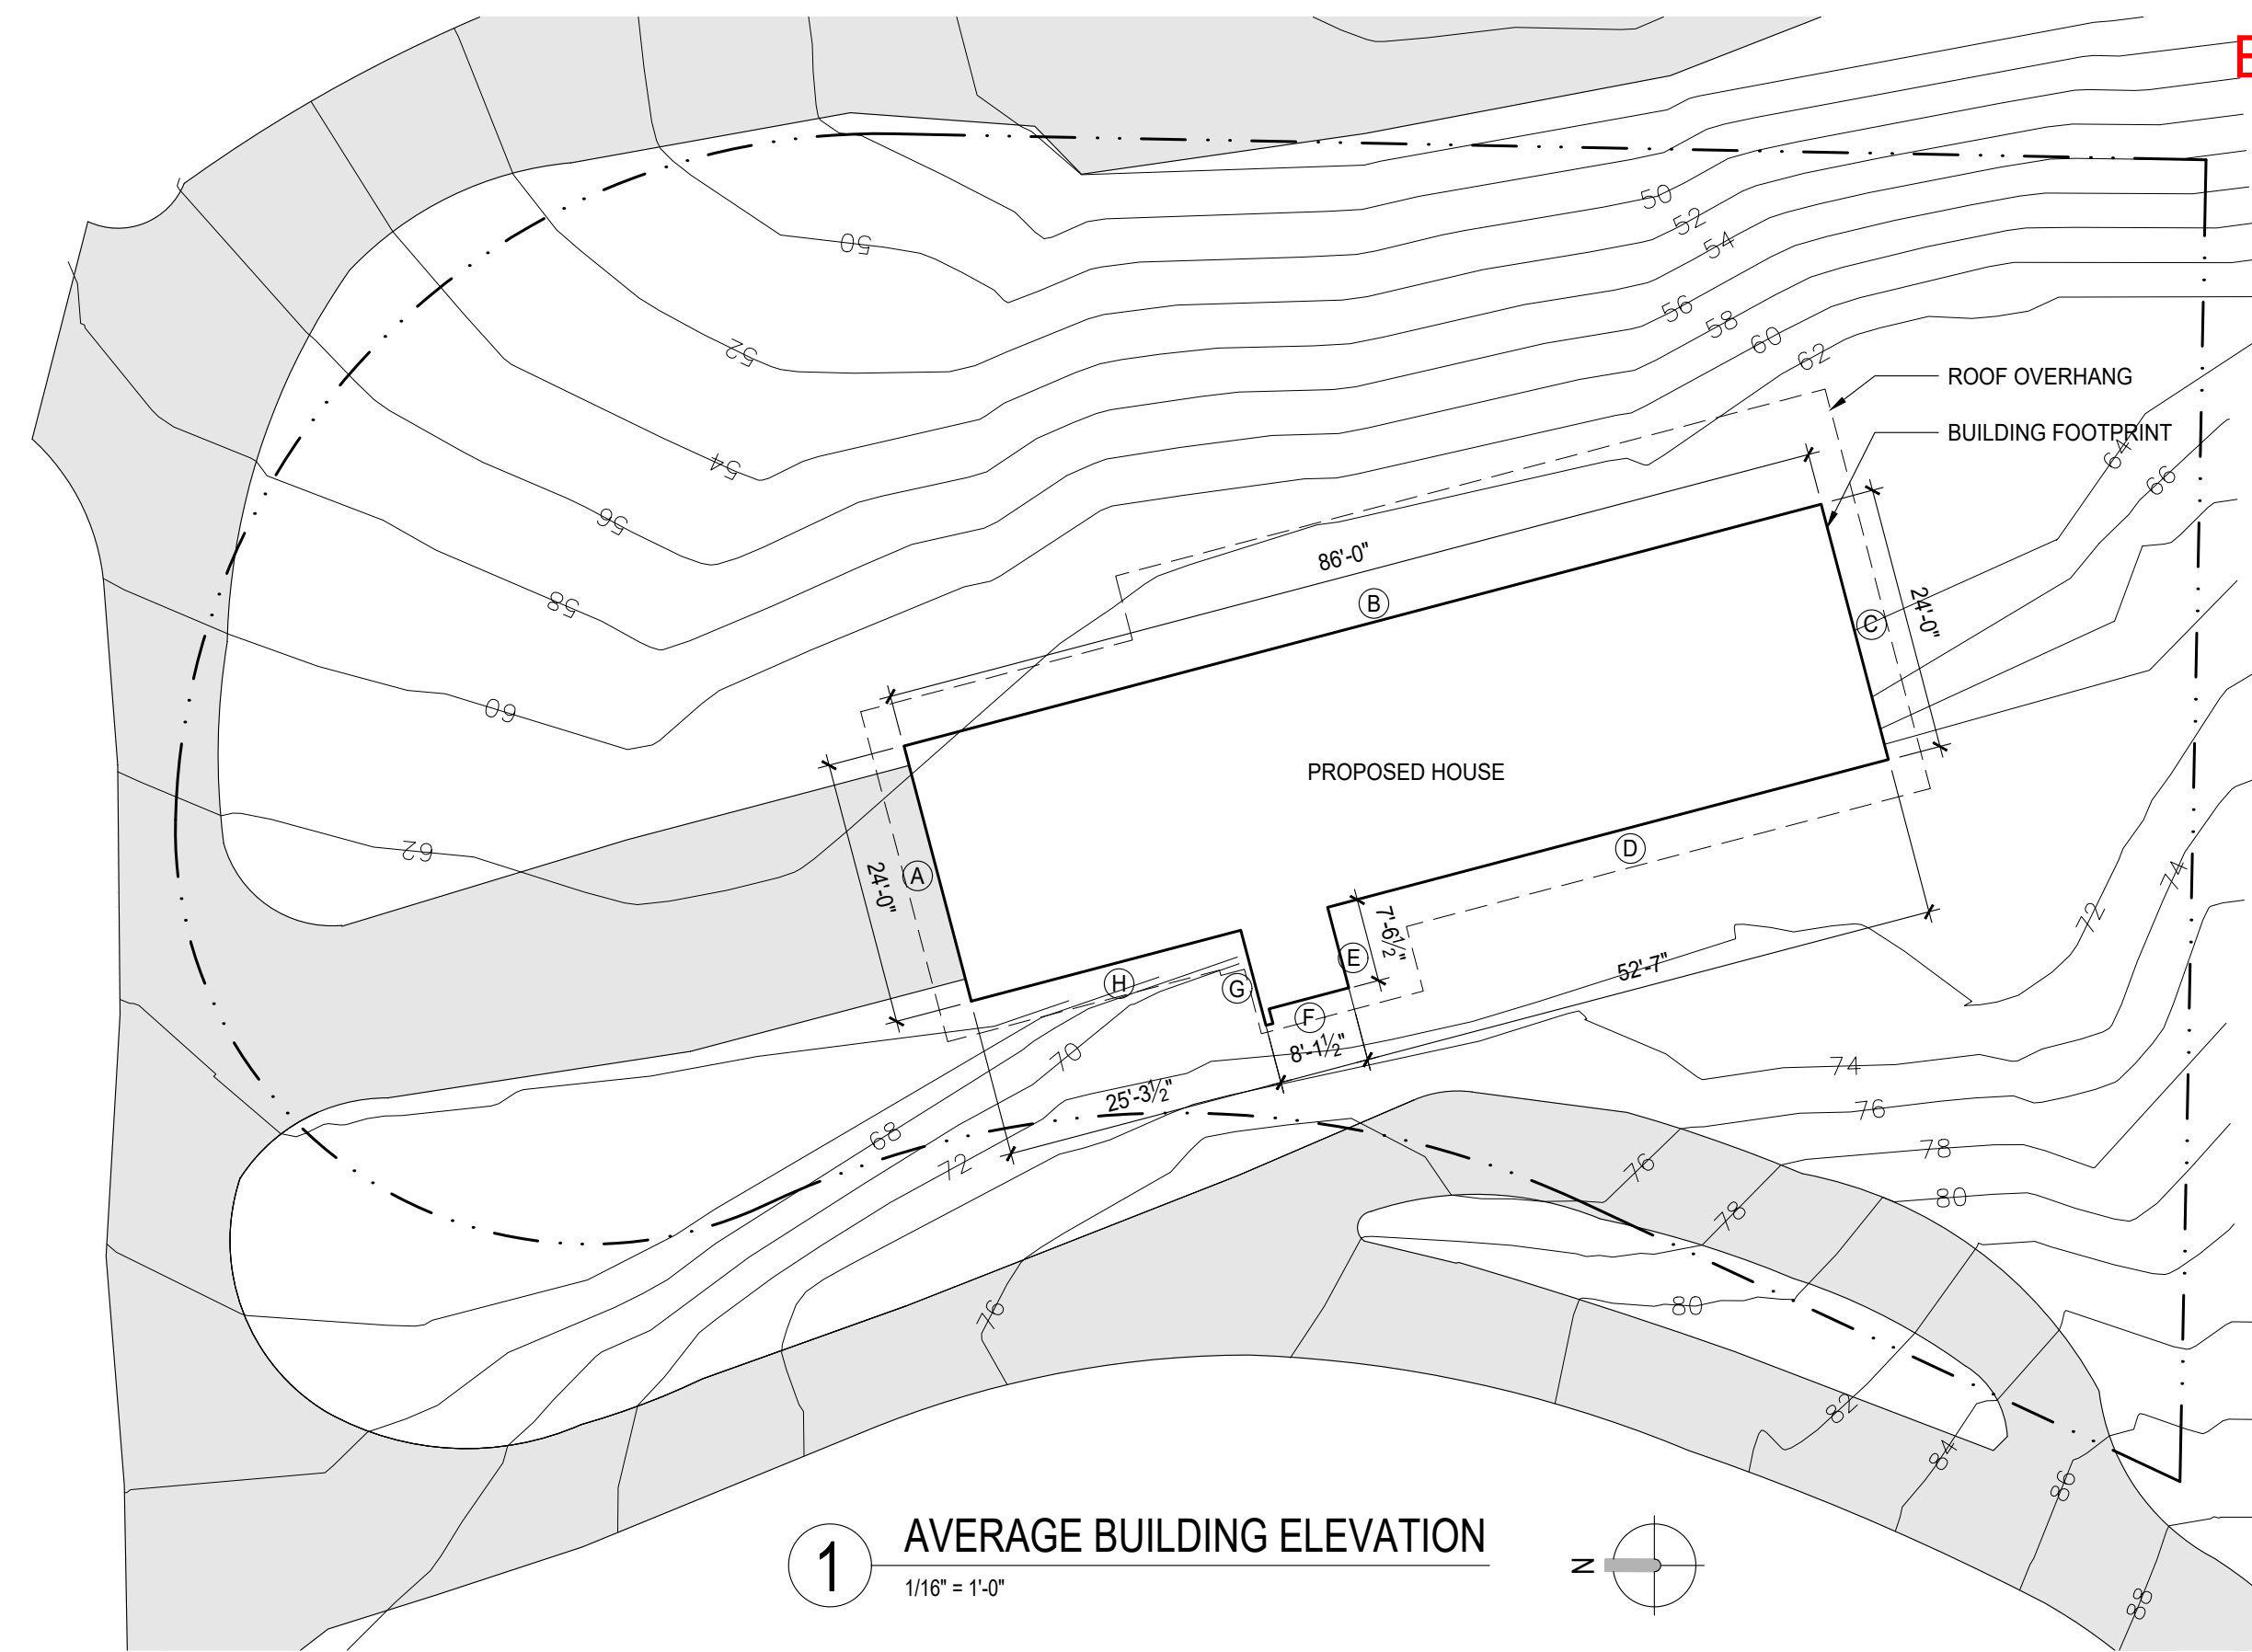 E
50
52
54
50
56
58
60
62
52
ROOF OVERHANG
BUILDING FOOTPRINT
64
66
54
56
86'-0"
58
B
24'-0"
C
60
PROPOSED HOUSE
62
24'-0"
A
D
74
72
7'-6½"
E
52'-7"
H
G
F
8'-1½"
70
74
25'-3½"
76
68
72
76
78
80
78
76
80
82
84
86
88
1
AVERAGE BUILDING ELEVATION
1/16" = 1'-0"
N